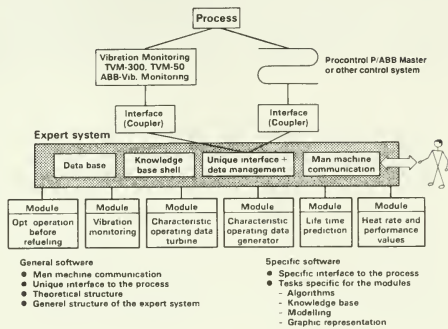 Process
Vibration Monitoring
TVM-300, TVM-50
ABB-Vib. Monitoring
Procontrol P/ABB Master
or other control system
Interface
(Coupler)
Interface
(Coupler)
Expert system
Data base
Knowledge
base shell
Unique interface +
dete management
Man machine
communication
Module
Opt operation
before
refueling
Module
Vibration
monitoring
Module
Characteristic
operating data
turbine
Module
Characteristic
operating data
generator
Module
Life time
prediction
Module
Heat rate and
performance
values
General software
● Men machine communication
● Unique interface to the process
● Theoretical structure
● General structure of the expert system
Specific software
● Specific interface to the process
● Tasks specific for the modules
- Algorithms
- Knowledge base
- Modelling
- Graphic representation